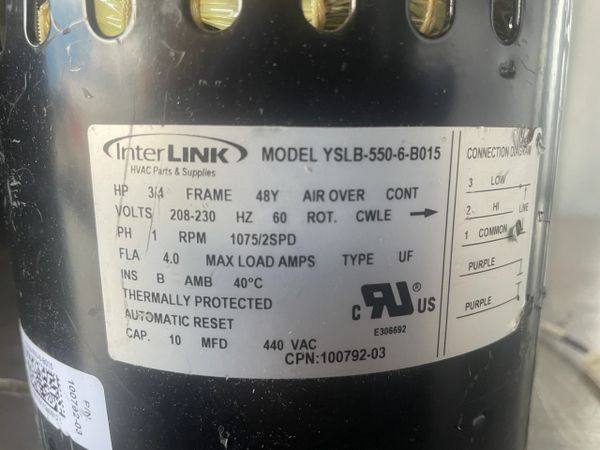 InterLINK
HVAC Parts & Supplies
MODEL YSLB-550-6-B015
HP 3/4 FRAME 48Y AIR OVER CONT
VOLTS 208-230 HZ 60 ROT. CWLE
PH 1 RPM 1075/2SPD
FLA 4.0 MAX LOAD AMPS TYPE UF
INS B AMB 40°C
THERMALLY PROTECTED
AUTOMATIC RESET
CAP. 10 MFD 440 VAC
CPN:100792-03
C RU US
E306692
CONNECTION DIAGRAM
3 LOW
2 HI LINE
1 COMMON
PURPLE
PURPLE
P/N:
100792-03